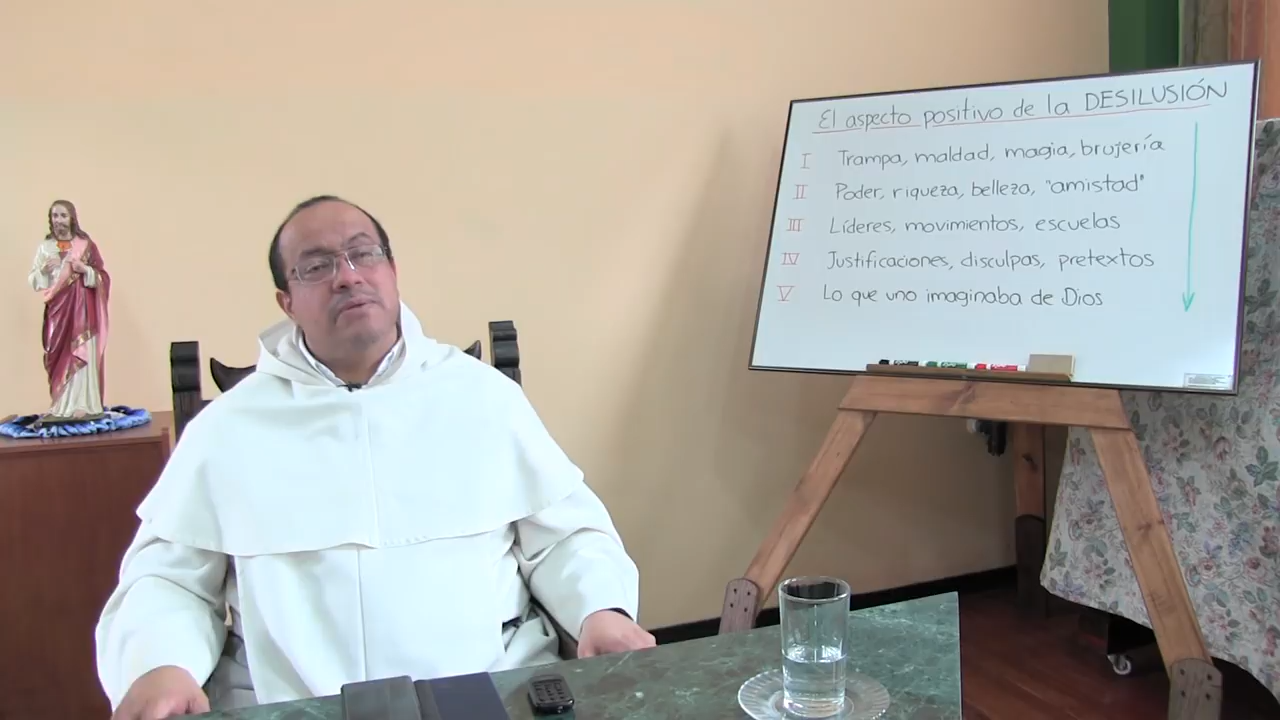 El aspecto positivo de la DESILUSIÓN
I Trampa, maldad, magia, brujería
II Poder, riqueza, belleza, "amistad"
III Líderes, movimientos, escuelas
IV Justificaciones, disculpas, pretextos
V Lo que uno imaginaba de Dios